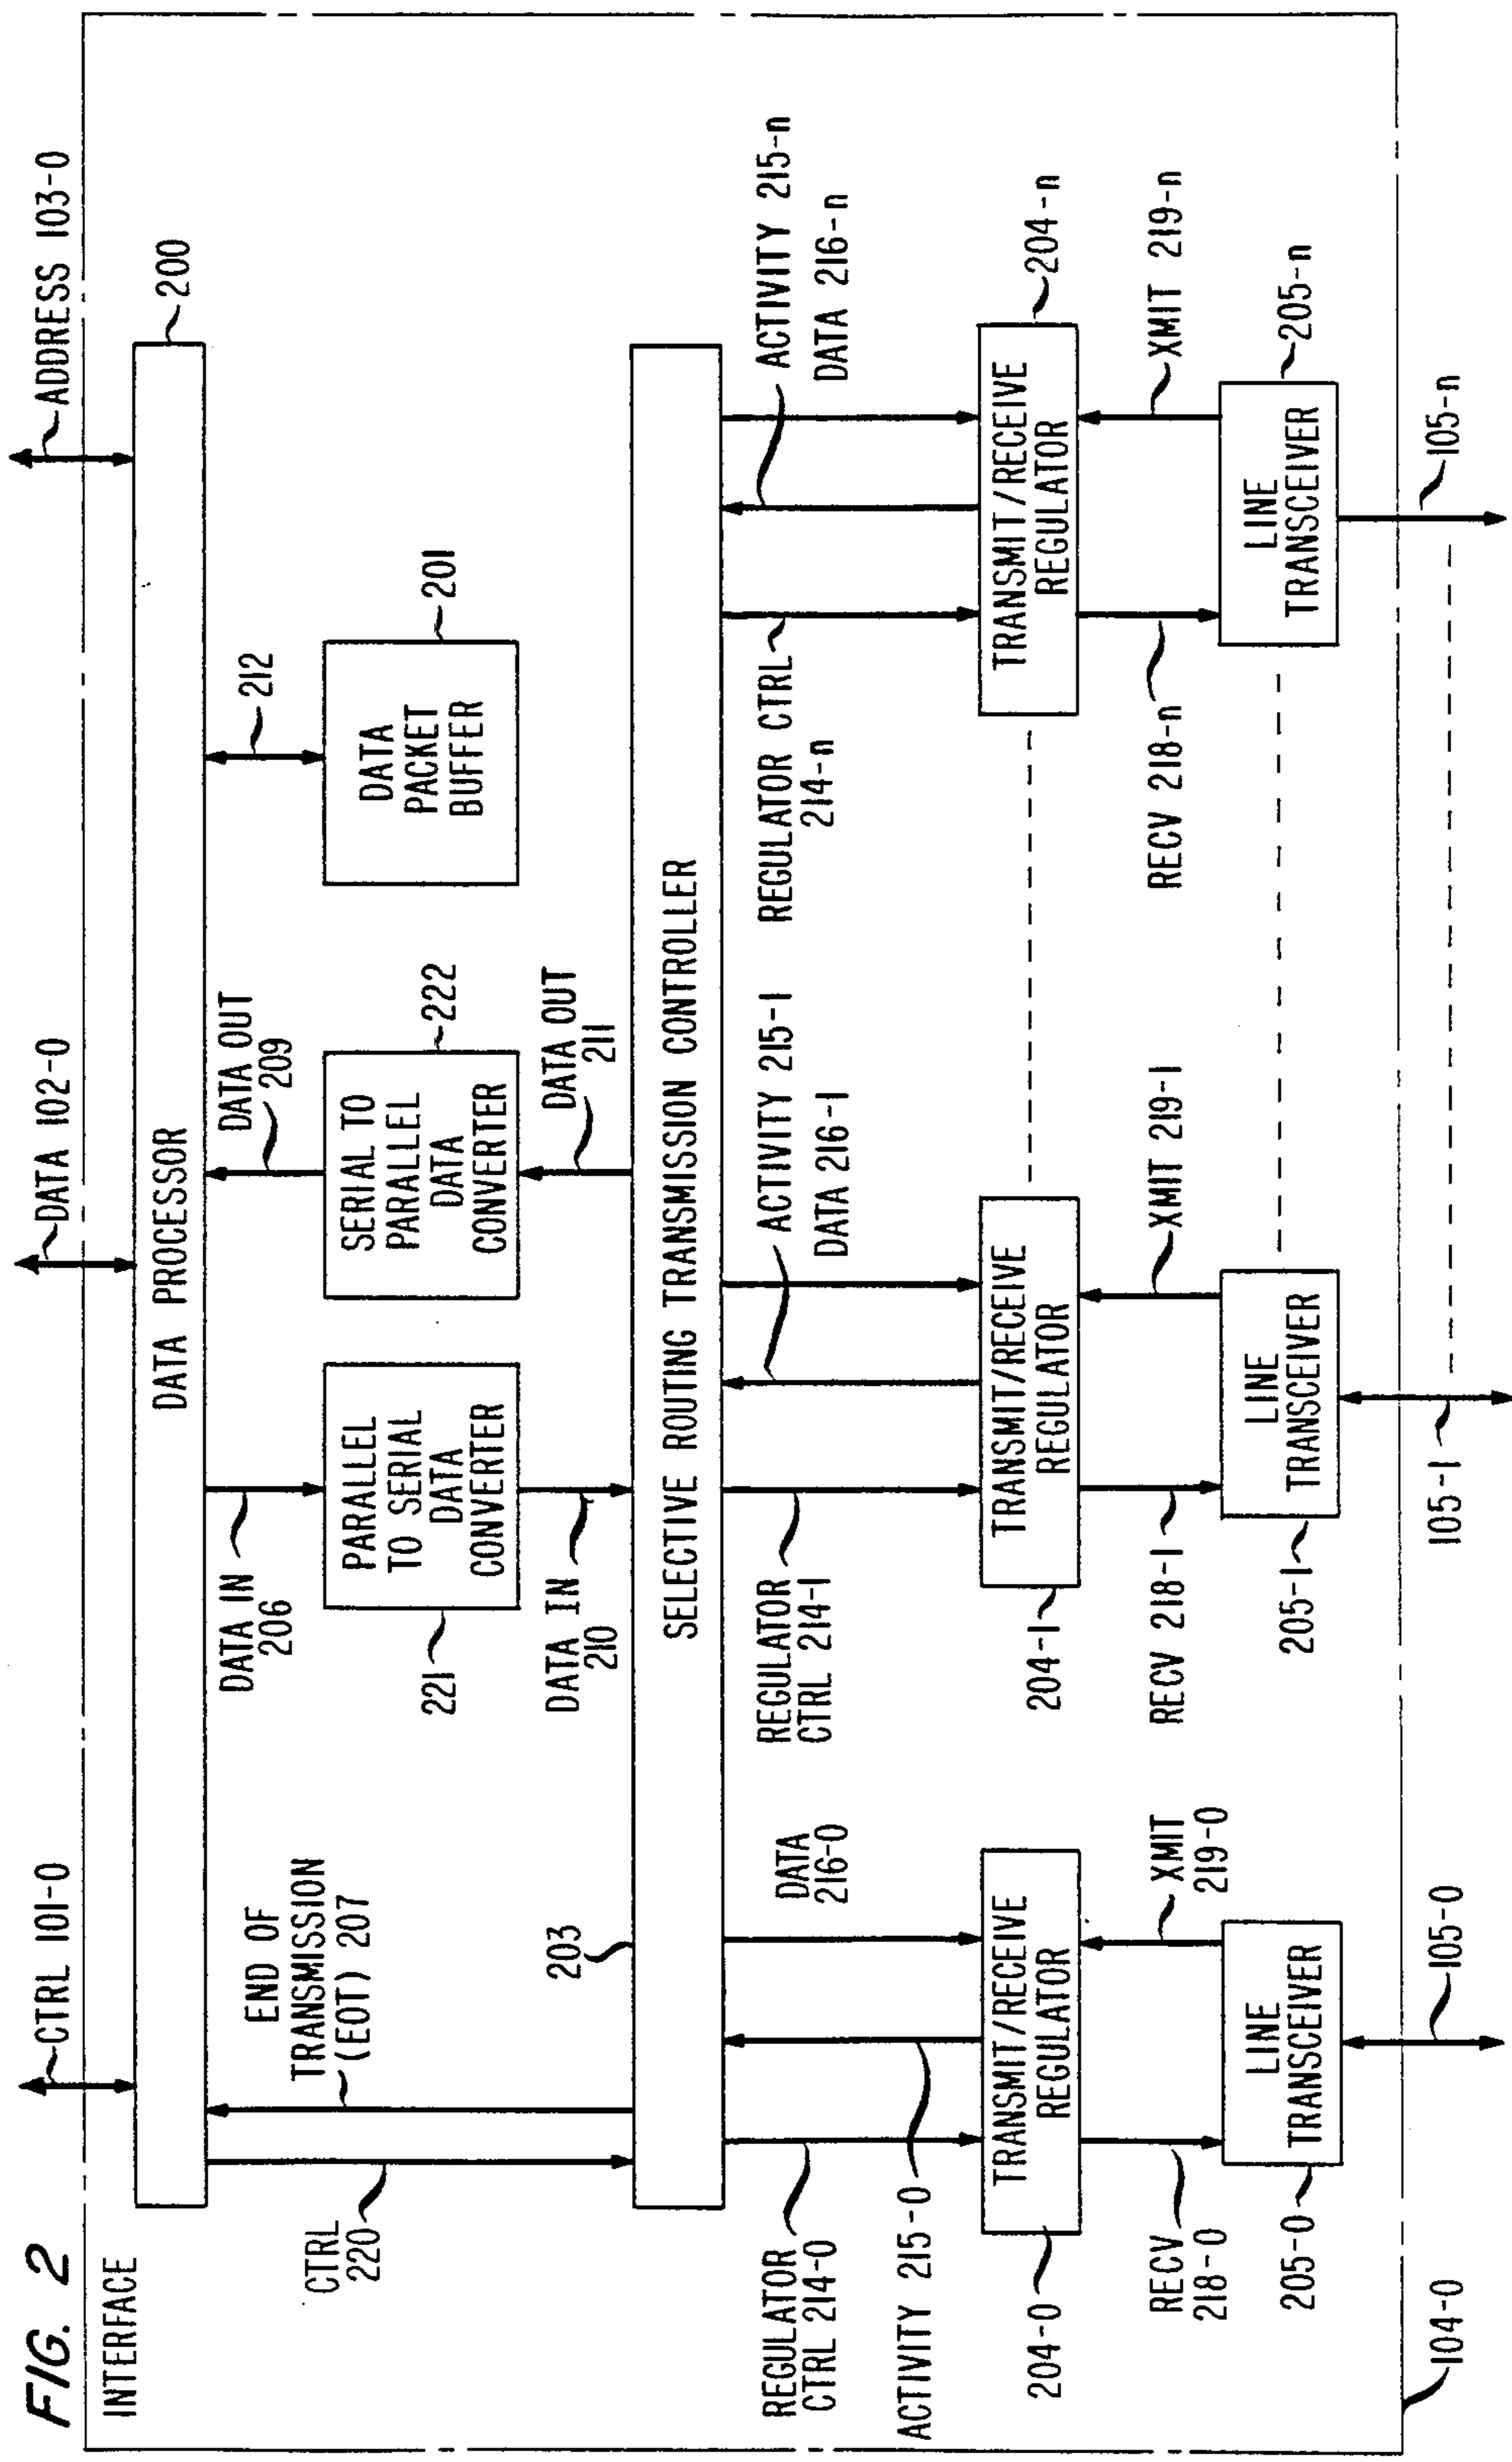 FIG. 2
INTERFACE
CTRL 101-0
DATA 102-0
ADDRESS 103-0
DATA PROCESSOR
200
CTRL
220
END OF
TRANSMISSION
(EOT) 207
DATA IN
206
DATA OUT
209
212
PARALLEL
TO SERIAL
DATA
CONVERTER
221
SERIAL TO
PARALLEL
DATA
CONVERTER
222
DATA
PACKET
BUFFER
201
DATA IN
210
DATA OUT
211
203
SELECTIVE ROUTING TRANSMISSION CONTROLLER
REGULATOR
CTRL 214-0
ACTIVITY 215-0
DATA
216-0
REGULATOR
CTRL 214-1
ACTIVITY 215-1
DATA 216-1
REGULATOR CTRL
214-n
ACTIVITY 215-n
DATA 216-n
204-0
TRANSMIT/RECEIVE
REGULATOR
204-1
TRANSMIT/RECEIVE
REGULATOR
TRANSMIT/RECEIVE
REGULATOR
204-n
RECV
218-0
XMIT
219-0
RECV 218-1
XMIT 219-1
RECV 218-n
XMIT 219-n
205-0
LINE
TRANSCEIVER
205-1
LINE
TRANSCEIVER
LINE
TRANSCEIVER
205-n
104-0
105-0
105-1
105-n